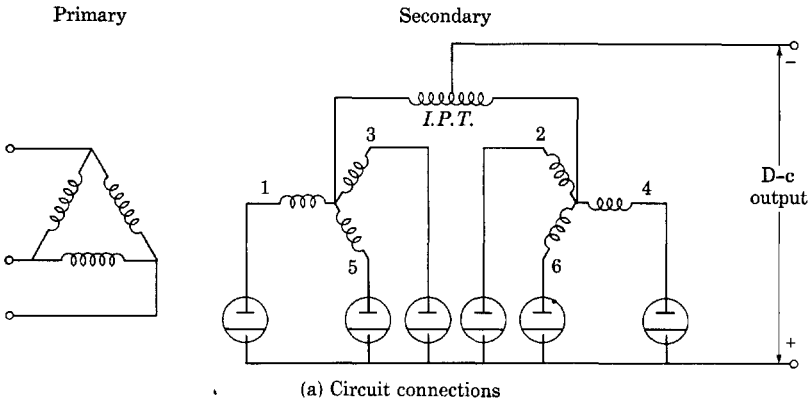 Primary
Secondary
−
I.P.T.
3
2
1
4
D-c
output
5
6
+
(a) Circuit connections